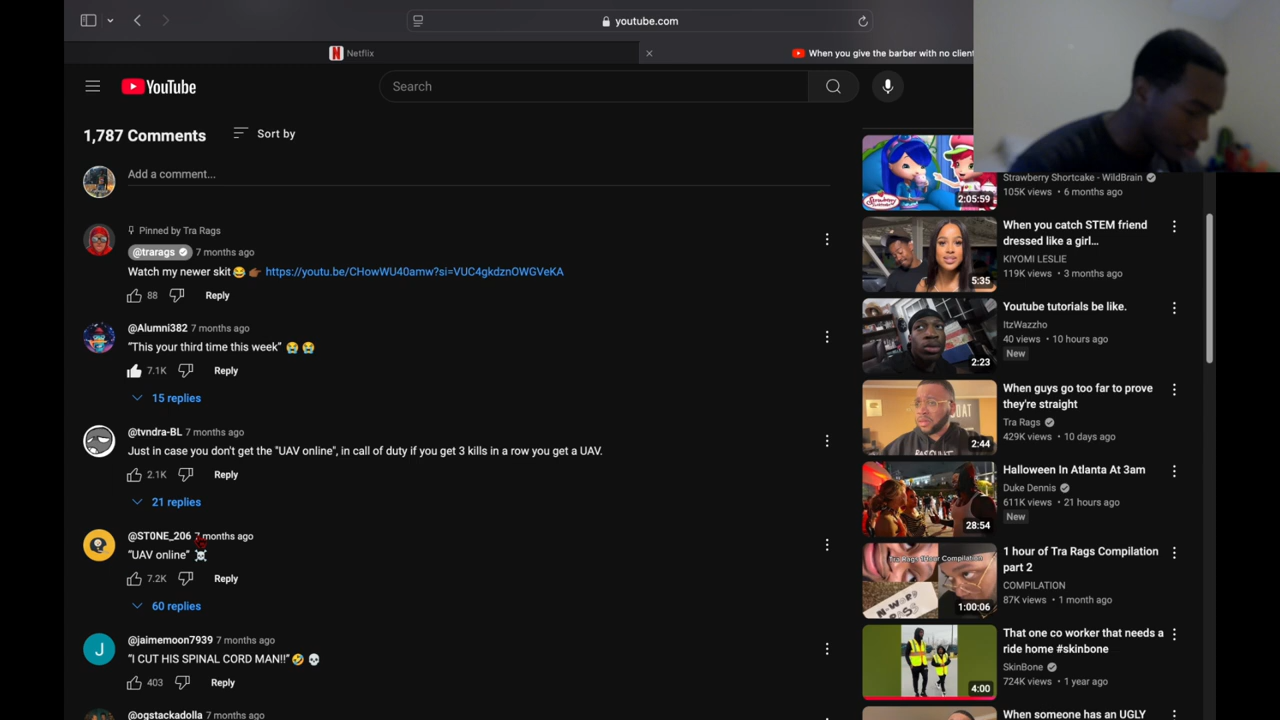 youtube.com
Netflix
When you give the barber with no client
YouTube
Search
1,787 Comments
Sort by
Add a comment...
Pinned by Tra Rags
@trarags 7 months ago
Watch my newer skit😂 👉🏾 https://youtu.be/CHowWU40amw?si=VUC4gkdznOWGVeKA
88
Reply
@Alumni382 7 months ago
“This your third time this week” 😭 😭
7.1K
Reply
15 replies
@tvndra-BL 7 months ago
Just in case you don't get the "UAV online", in call of duty if you get 3 kills in a row you get a UAV.
2.1K
Reply
21 replies
@ST0NE_206 7 months ago
“UAV online” ☠️
7.2K
Reply
60 replies
J
@jaimemoon7939 7 months ago
“I CUT HIS SPINAL CORD MAN!!”🤣 💀
403
Reply
@ogstackadolla 7 months ago
Strawberry Shortcake
2:05:59
Strawberry Shortcake - WildBrain
105K views • 6 months ago
5:35
When you catch STEM friend
dressed like a girl...
KIYOMI LESLIE
119K views • 3 months ago
2:23
Youtube tutorials be like.
ItzWazzho
40 views • 10 hours ago
New
2:44
When guys go too far to prove
they're straight
Tra Rags
429K views • 10 days ago
28:54
Halloween In Atlanta At 3am
Duke Dennis
611K views • 21 hours ago
New
Tra Rags 1Hour Compilation
N-WORD
PASS
1:00:06
1 hour of Tra Rags Compilation
part 2
COMPILATION
87K views • 1 month ago
4:00
That one co worker that needs a
ride home #skinbone
SkinBone
724K views • 1 year ago
When someone has an UGLY